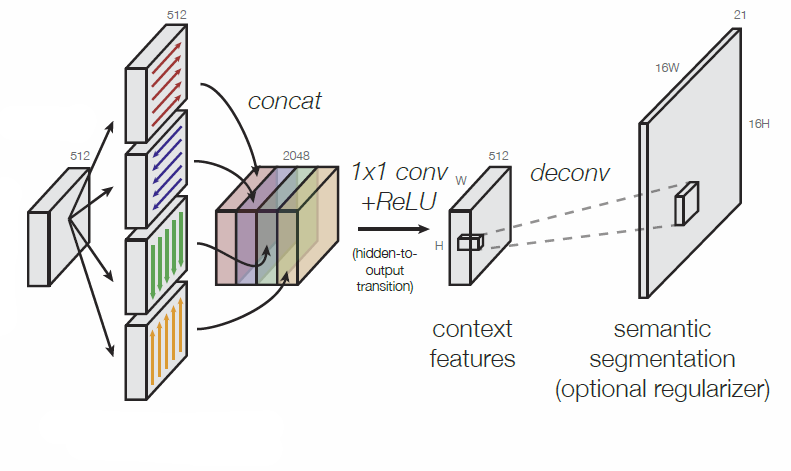 512
512
concat
2048
1x1 conv
+ReLU
(hidden-to-
output
transition)
512
W
H
deconv
21
16W
16H
context
features
semantic
segmentation
(optional regularizer)